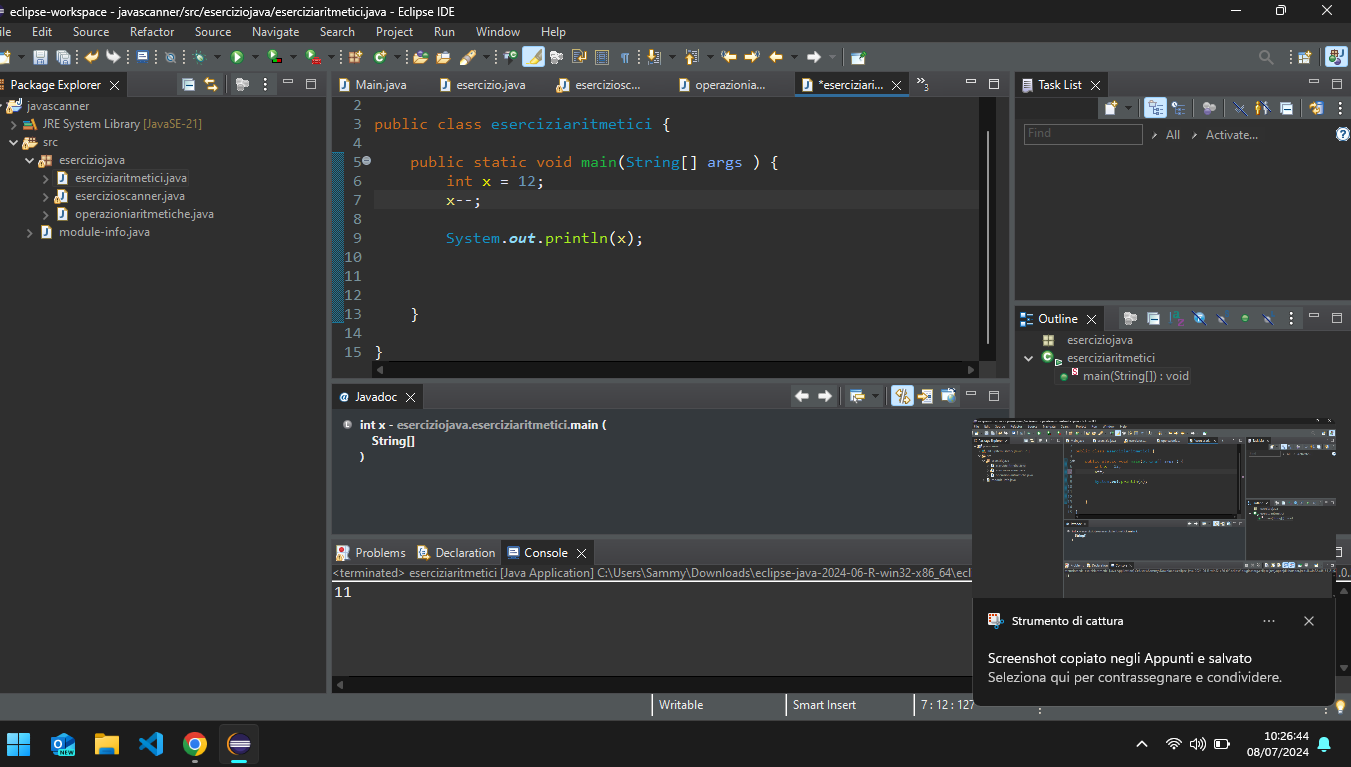 eclipse-workspace - javascanner/src/eserciziojava/eserciziaritmetici.java - Eclipse IDE
ile Edit Source Refactor Source Navigate Search Project Run Window Help
Package Explorer
javascanner
JRE System Library [JavaSE-21]
src
eserciziojava
eserciziaritmetici.java
esercizioscanner.java
operazioniaritmetiche.java
module-info.java
Main.java esercizio.java eserciziosc... operazionia... *eserciziari... »3
2
3 public class eserciziaritmetici {
4
5 public static void main(String[] args ) {
6 int x = 12;
7 x--;
8
9 System.out.println(x);
10
11
12
13 }
14
15 }
Task List
Find All Activate...
Outline
eserciziojava
eserciziaritmetici
main(String[]) : void
Javadoc
int x - eserciziojava.eserciziaritmetici.main (
String[]
)
Problems Declaration Console
<terminated> eserciziaritmetici [Java Application] C:\Users\Sammy\Downloads\eclipse-java-2024-06-R-win32-x86_64\ecl
11
Strumento di cattura
Screenshot copiato negli Appunti e salvato
Seleziona qui per contrassegnare e condividere.
Writable Smart Insert 7 : 12 : 127
10:26:44
08/07/2024